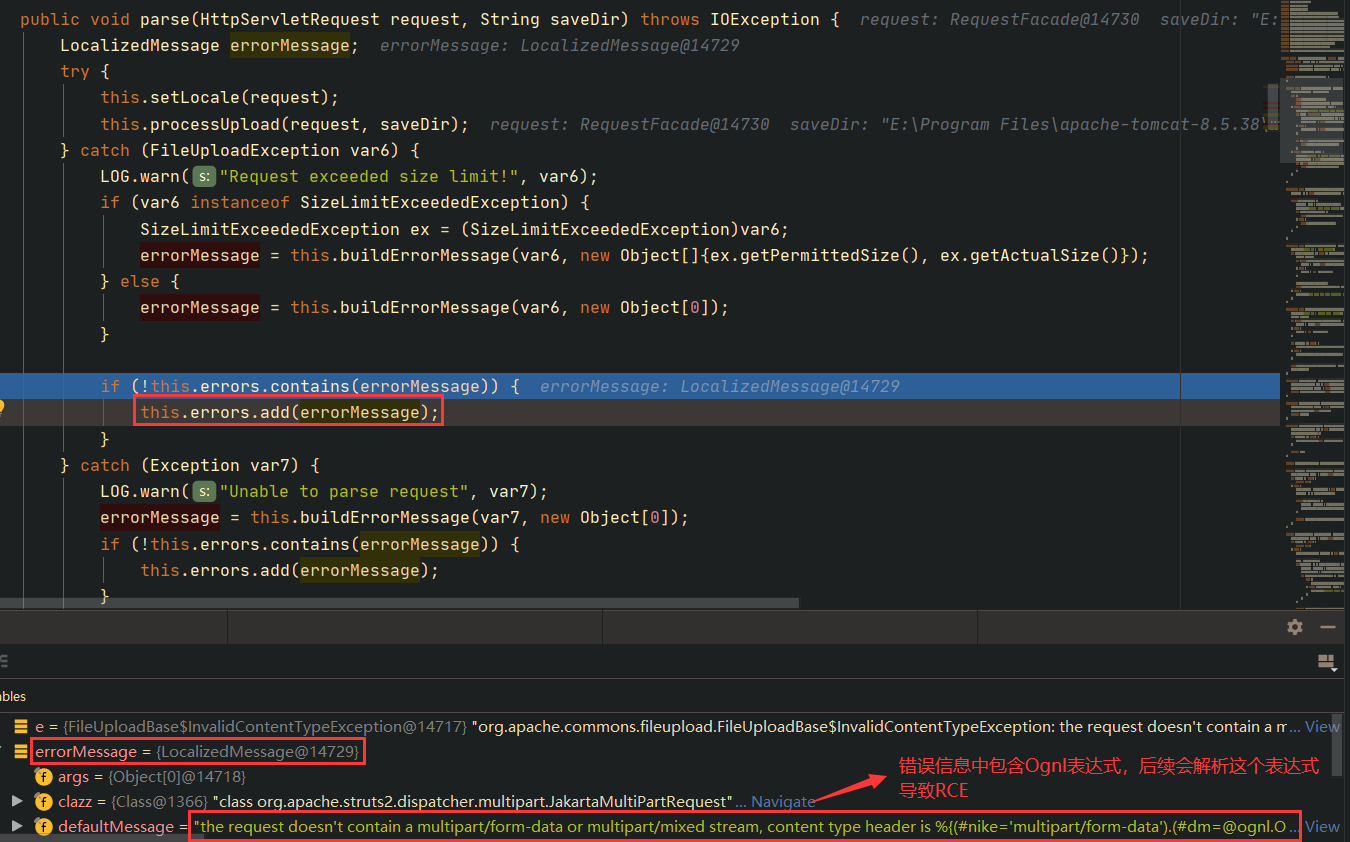 public void parse(HttpServletRequest request, String saveDir) throws IOException {  request: RequestFacade@14730  saveDir: "E:
LocalizedMessage errorMessage;  errorMessage: LocalizedMessage@14729
try {
this.setLocale(request);
this.processUpload(request, saveDir);  request: RequestFacade@14730  saveDir: "E:\Program Files\apache-tomcat-8.5.38\
} catch (FileUploadException var6) {
LOG.warn( s: "Request exceeded size limit!", var6);
if (var6 instanceof SizeLimitExceededException) {
SizeLimitExceededException ex = (SizeLimitExceededException)var6;
errorMessage = this.buildErrorMessage(var6, new Object[]{ex.getPermittedSize(), ex.getActualSize()});
} else {
errorMessage = this.buildErrorMessage(var6, new Object[0]);
}
if (!this.errors.contains(errorMessage)) {  errorMessage: LocalizedMessage@14729
this.errors.add(errorMessage);
}
} catch (Exception var7) {
LOG.warn( s: "Unable to parse request", var7);
errorMessage = this.buildErrorMessage(var7, new Object[0]);
if (!this.errors.contains(errorMessage)) {
this.errors.add(errorMessage);
}
bles
e = {FileUploadBase$InvalidContentTypeException@14717} "org.apache.commons.fileupload.FileUploadBase$InvalidContentTypeException: the request doesn't contain a m... View
errorMessage = {LocalizedMessage@14729}
args = {Object[0]@14718}
clazz = {Class@1366} "class org.apache.struts2.dispatcher.multipart.JakartaMultiPartRequest"... Navigate
错误信息中包含Ognl表达式，后续会解析这个表达式
导致RCE
defaultMessage = "the request doesn't contain a multipart/form-data or multipart/mixed stream, content type header is %{(#nike='multipart/form-data').(#dm=@ognl.O... View